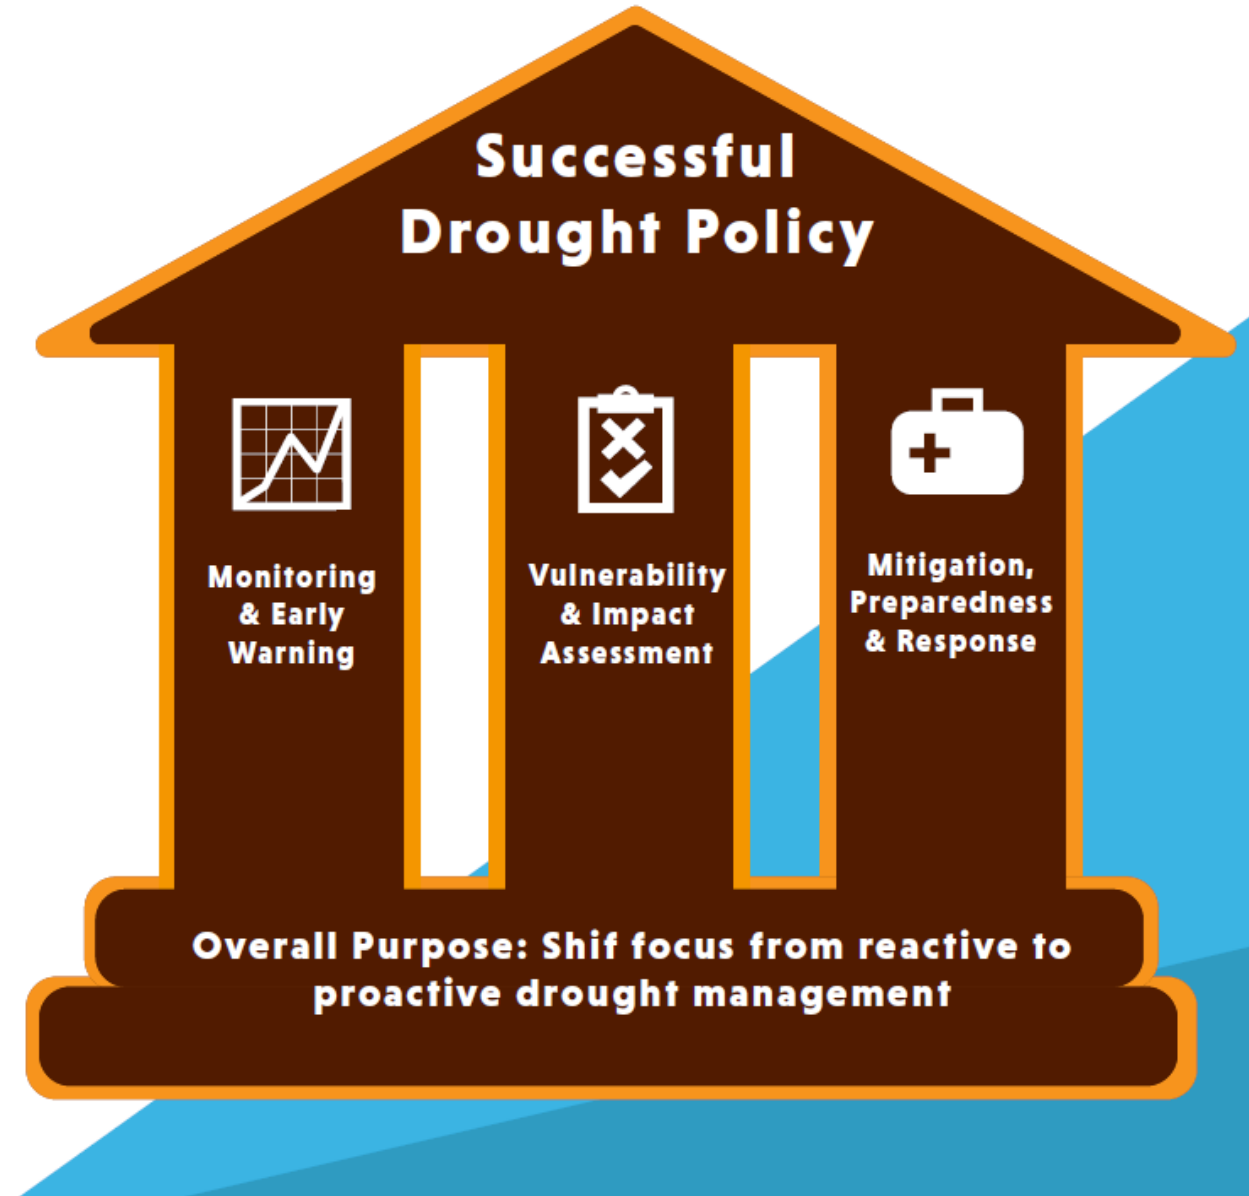 Successful
Drought Policy
Monitoring
& Early
Warning
Vulnerability
& Impact
Assessment
Mitigation,
Preparedness
& Response
Overall Purpose: Shif focus from reactive to
proactive drought management